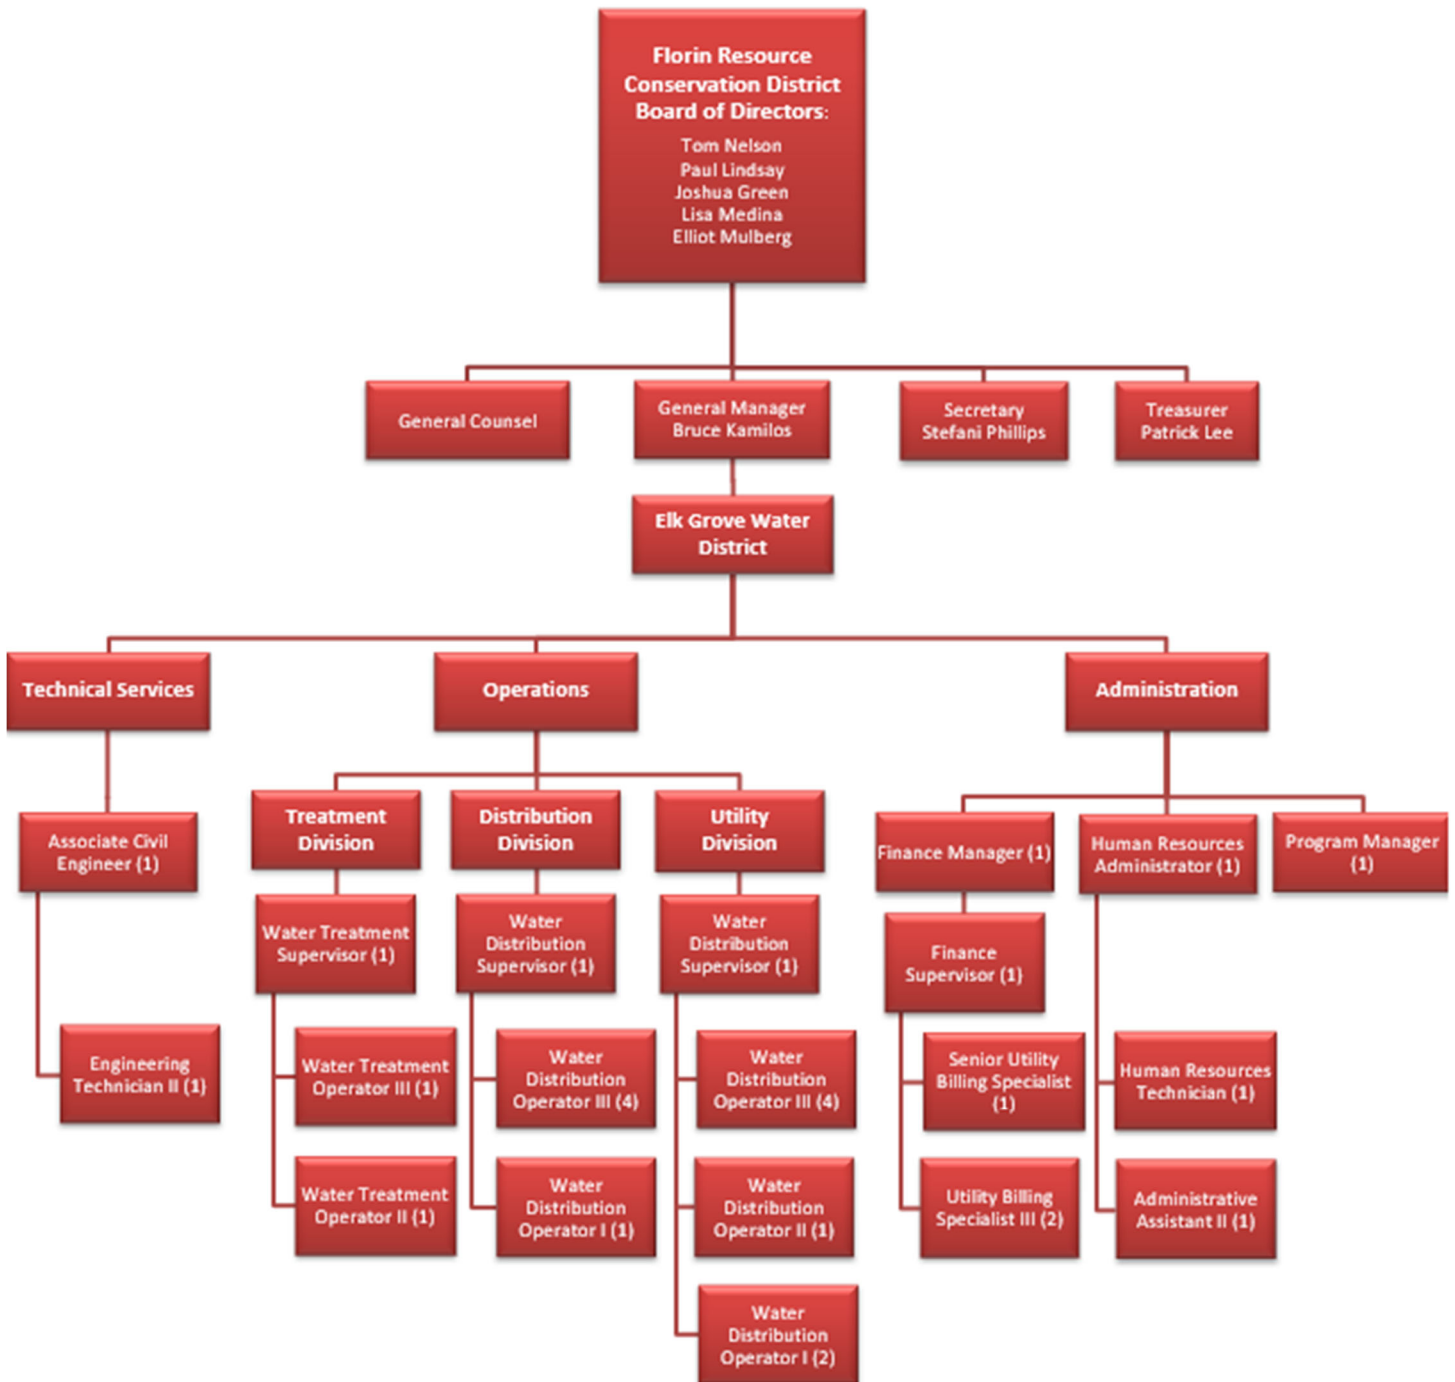 Florin Resource
Conservation District
Board of Directors:
Tom Nelson
Paul Lindsay
Joshua Green
Lisa Medina
Elliot Mulberg
General Counsel
General Manager
Bruce Kamilos
Secretary
Stefani Phillips
Treasurer
Patrick Lee
Elk Grove Water
District
Technical Services
Operations
Administration
Associate Civil
Engineer (1)
Engineering
Technician II (1)
Treatment
Division
Water Treatment
Supervisor (1)
Water Treatment
Operator III (1)
Water Treatment
Operator II (1)
Distribution
Division
Water
Distribution
Supervisor (1)
Water
Distribution
Operator III (4)
Water
Distribution
Operator I (1)
Utility
Division
Water
Distribution
Supervisor (1)
Water
Distribution
Operator III (4)
Water
Distribution
Operator II (1)
Water
Distribution
Operator I (2)
Finance Manager (1)
Finance
Supervisor (1)
Senior Utility
Billing Specialist
(1)
Utility Billing
Specialist III (2)
Human Resources
Administrator (1)
Human Resources
Technician (1)
Administrative
Assistant II (1)
Program Manager
(1)